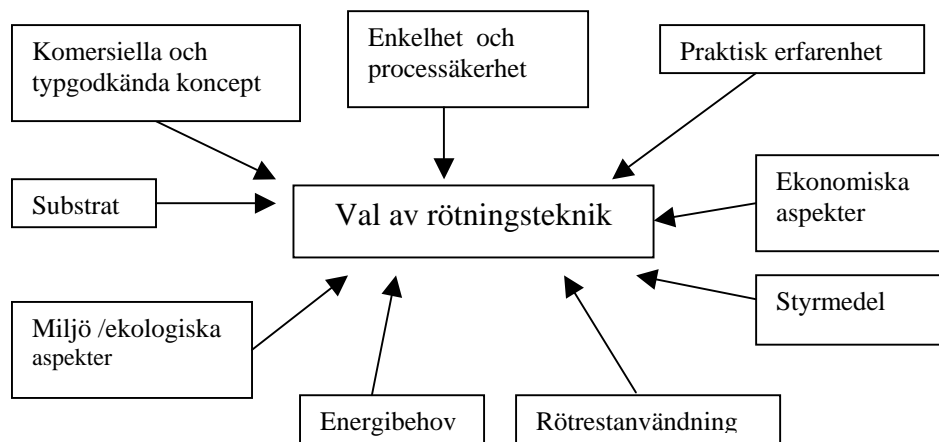 Komersiella och
typgodkända koncept
Enkelhet och
processäkerhet
Praktisk erfarenhet
Substrat
Val av rötningsteknik
Ekonomiska
aspekter
Styrmedel
Miljö /ekologiska
aspekter
Energibehov
Rötrestanvändning